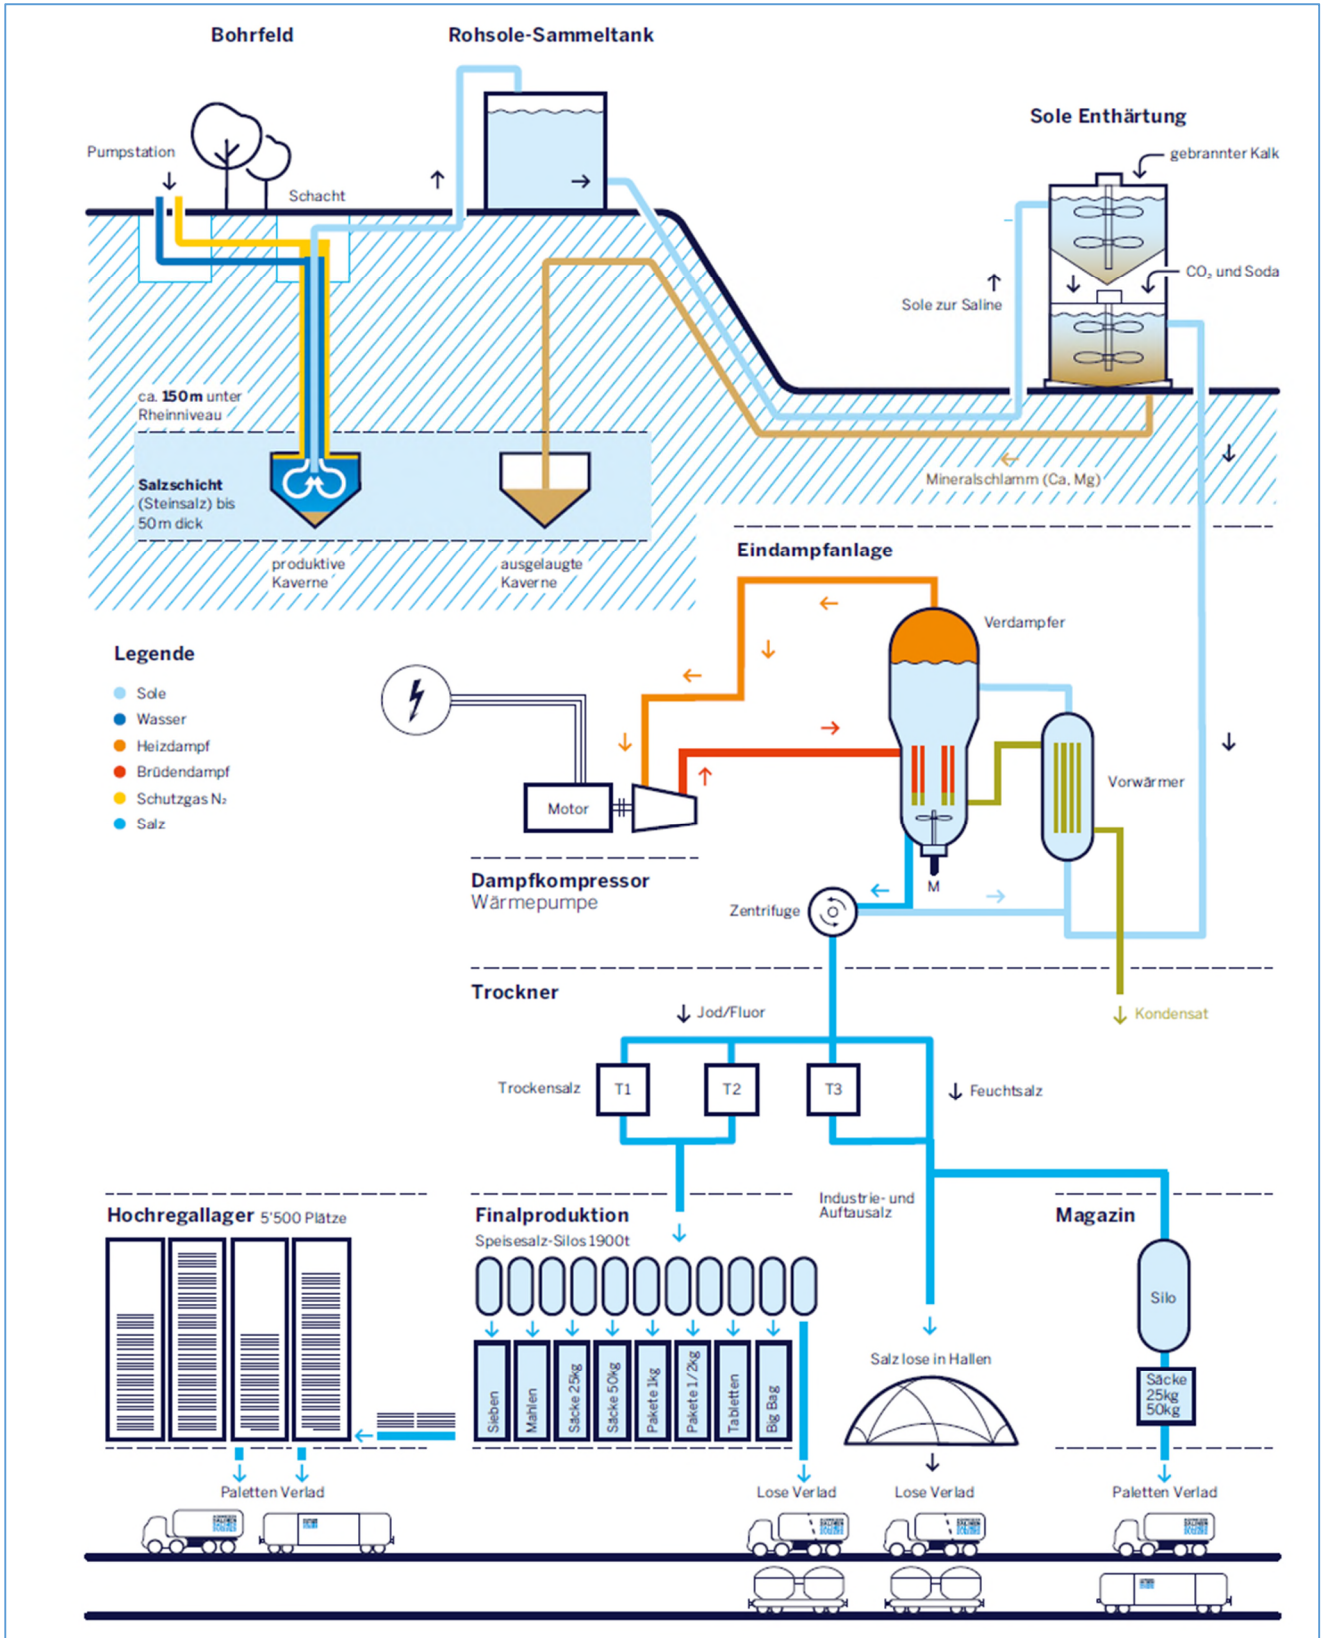 Bohrfeld
Rohsole-Sammeltank
Sole Enthärtung
Pumpstation
gebrannter Kalk
Schacht
CO₂ und Soda
Sole zur Saline
ca. 150 m unter
Rheinniveau
Salzschicht
(Steinsalz) bis
50 m dick
Mineralschlamm (Ca, Mg)
produktive
Kaverne
ausgelaugte
Kaverne
Eindampfanlage
Verdampfer
Legende
Sole
Wasser
Heizdampf
Brüdendampf
Schutzgas N₂
Salz
Motor
Vorwärmer
Dampfkompressor
Wärmepumpe
M
Zentrifuge
Trockner
Jod/Fluor
Kondensat
Trockensalz
T1
T2
T3
Feuchtsalz
Industrie- und
Auftausalz
Hochregallager 5'500 Plätze
Finalproduktion
Speisesalz-Silos 1900t
Magazin
Silo
Sieben
Mahlen
Säcke 25kg
Säcke 50kg
Pakete 1kg
Pakete 1/2kg
Tabletten
Big Bag
Salz lose in Hallen
Säcke
25kg
50kg
Paletten Verlad
Lose Verlad
Lose Verlad
Paletten Verlad